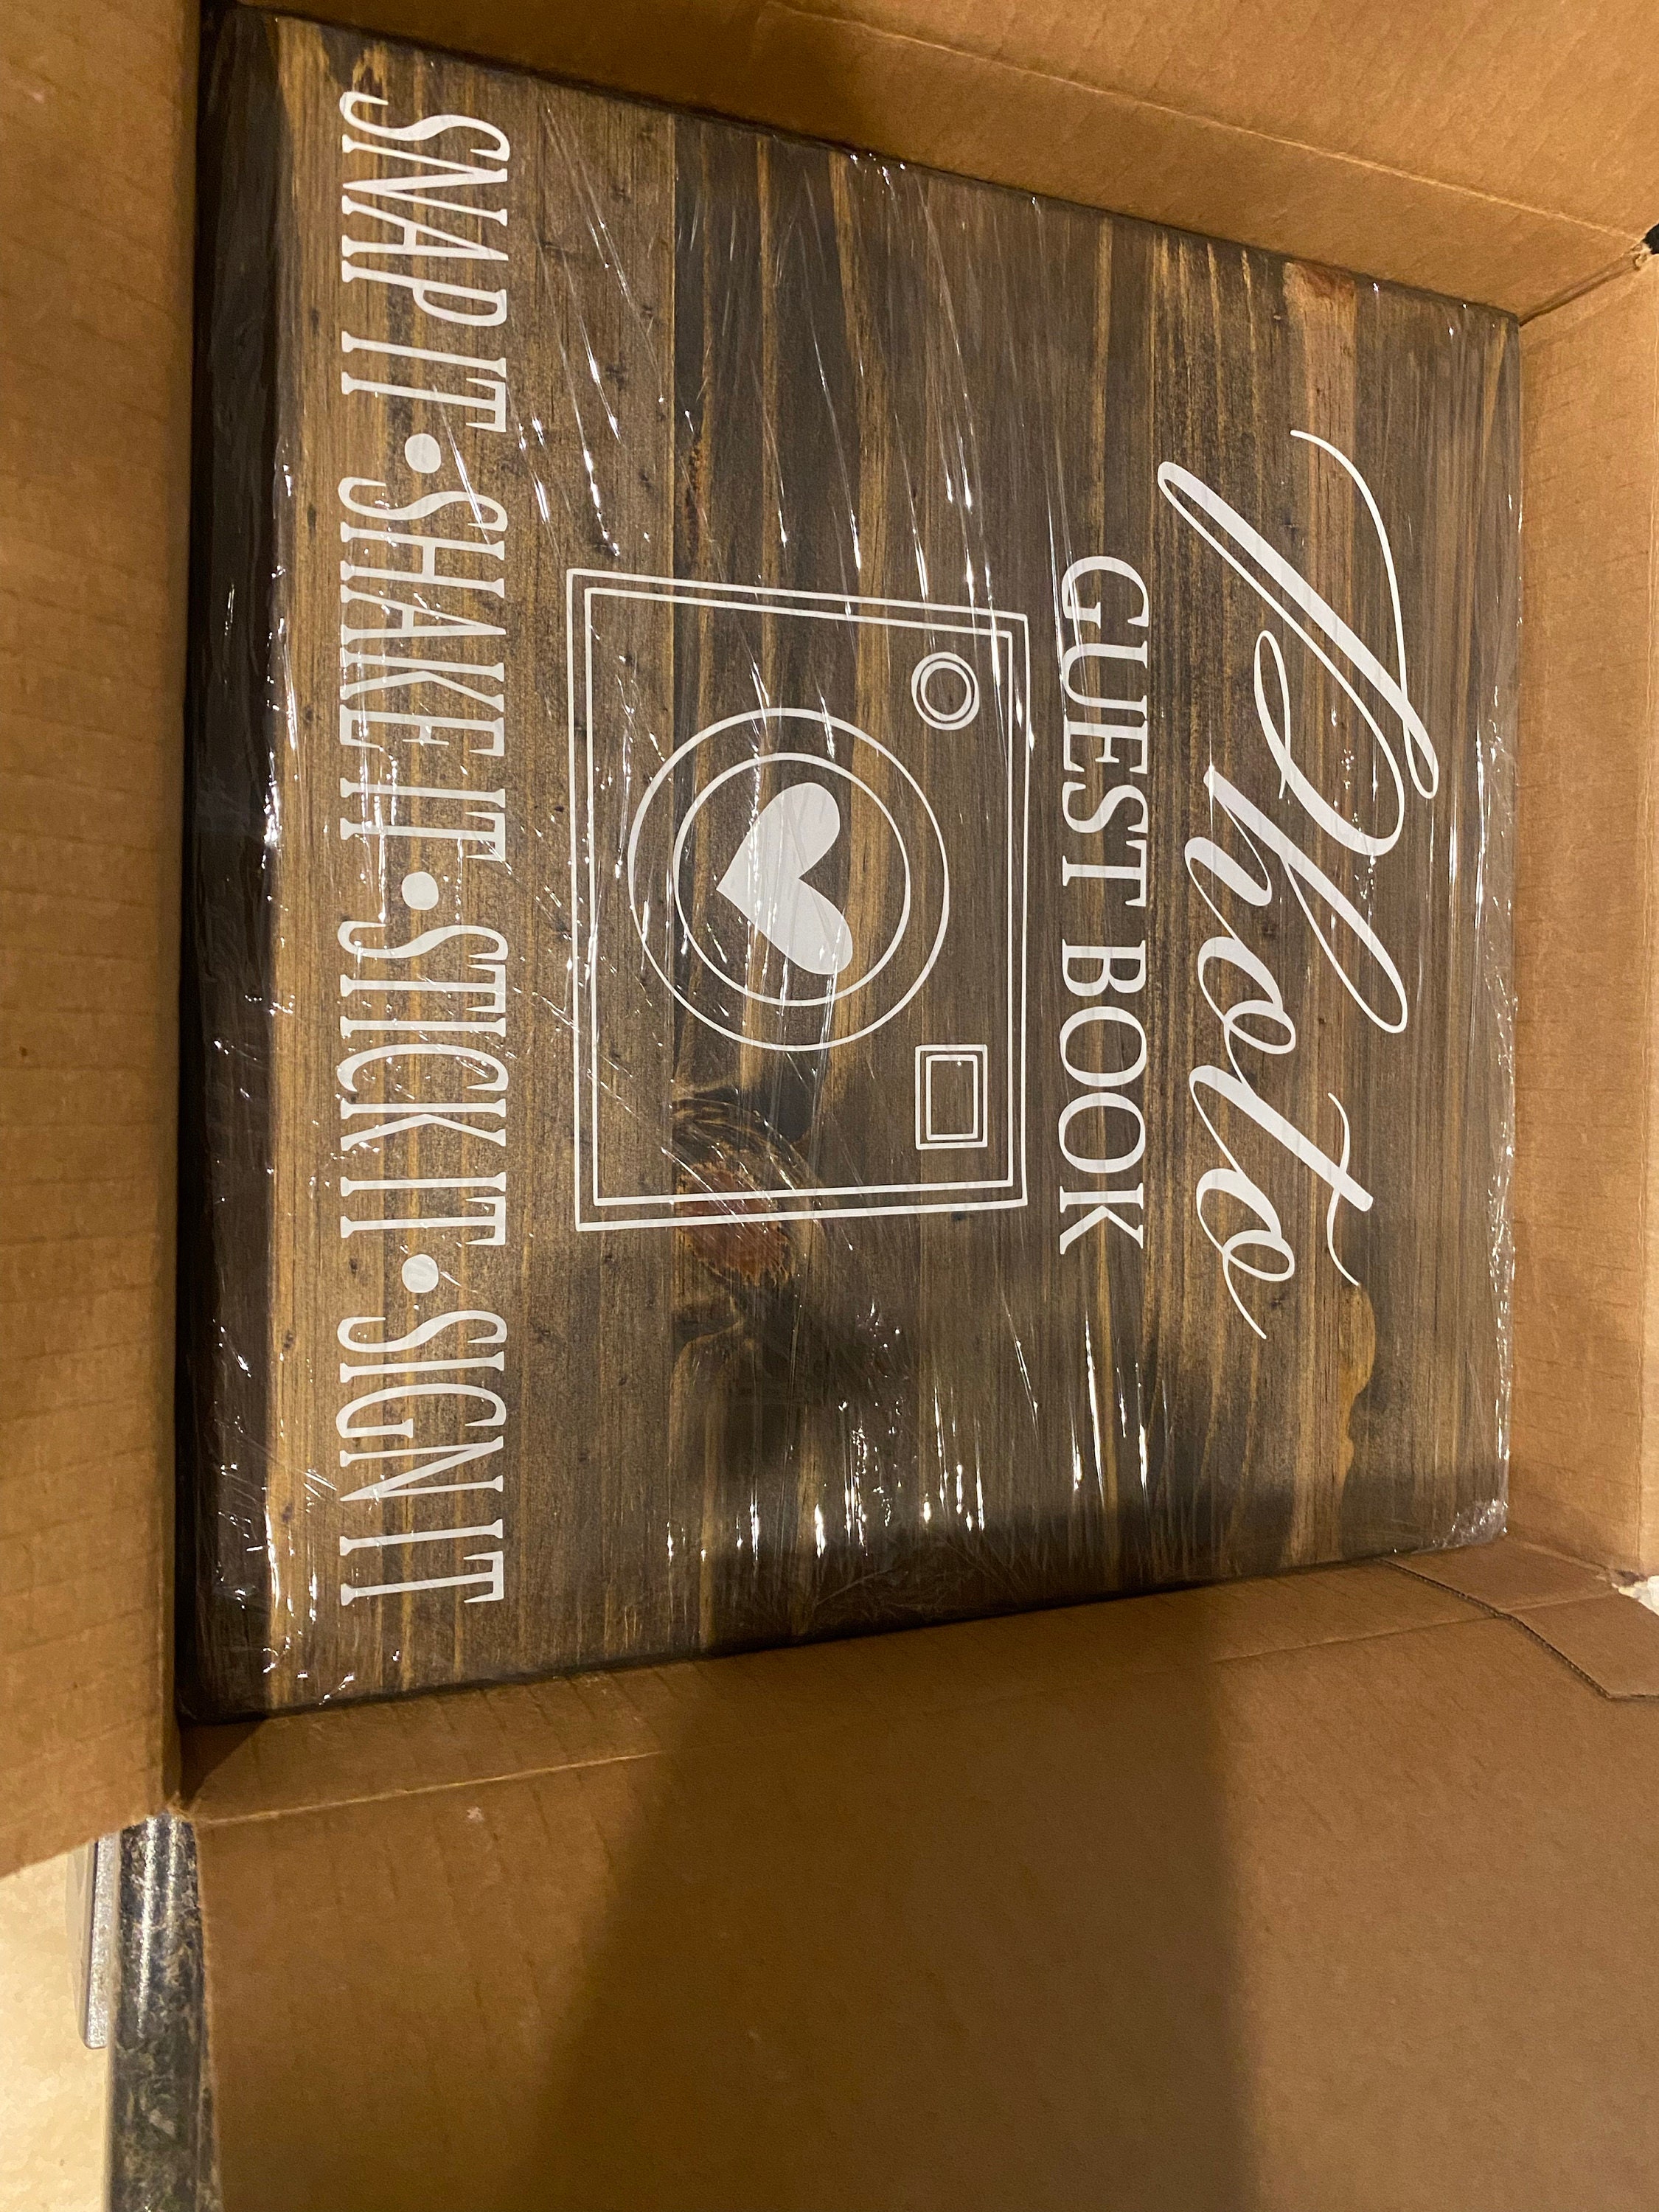 Photo
GUEST BOOK
SNAP IT • SHAKE IT • STICK IT • SIGN IT